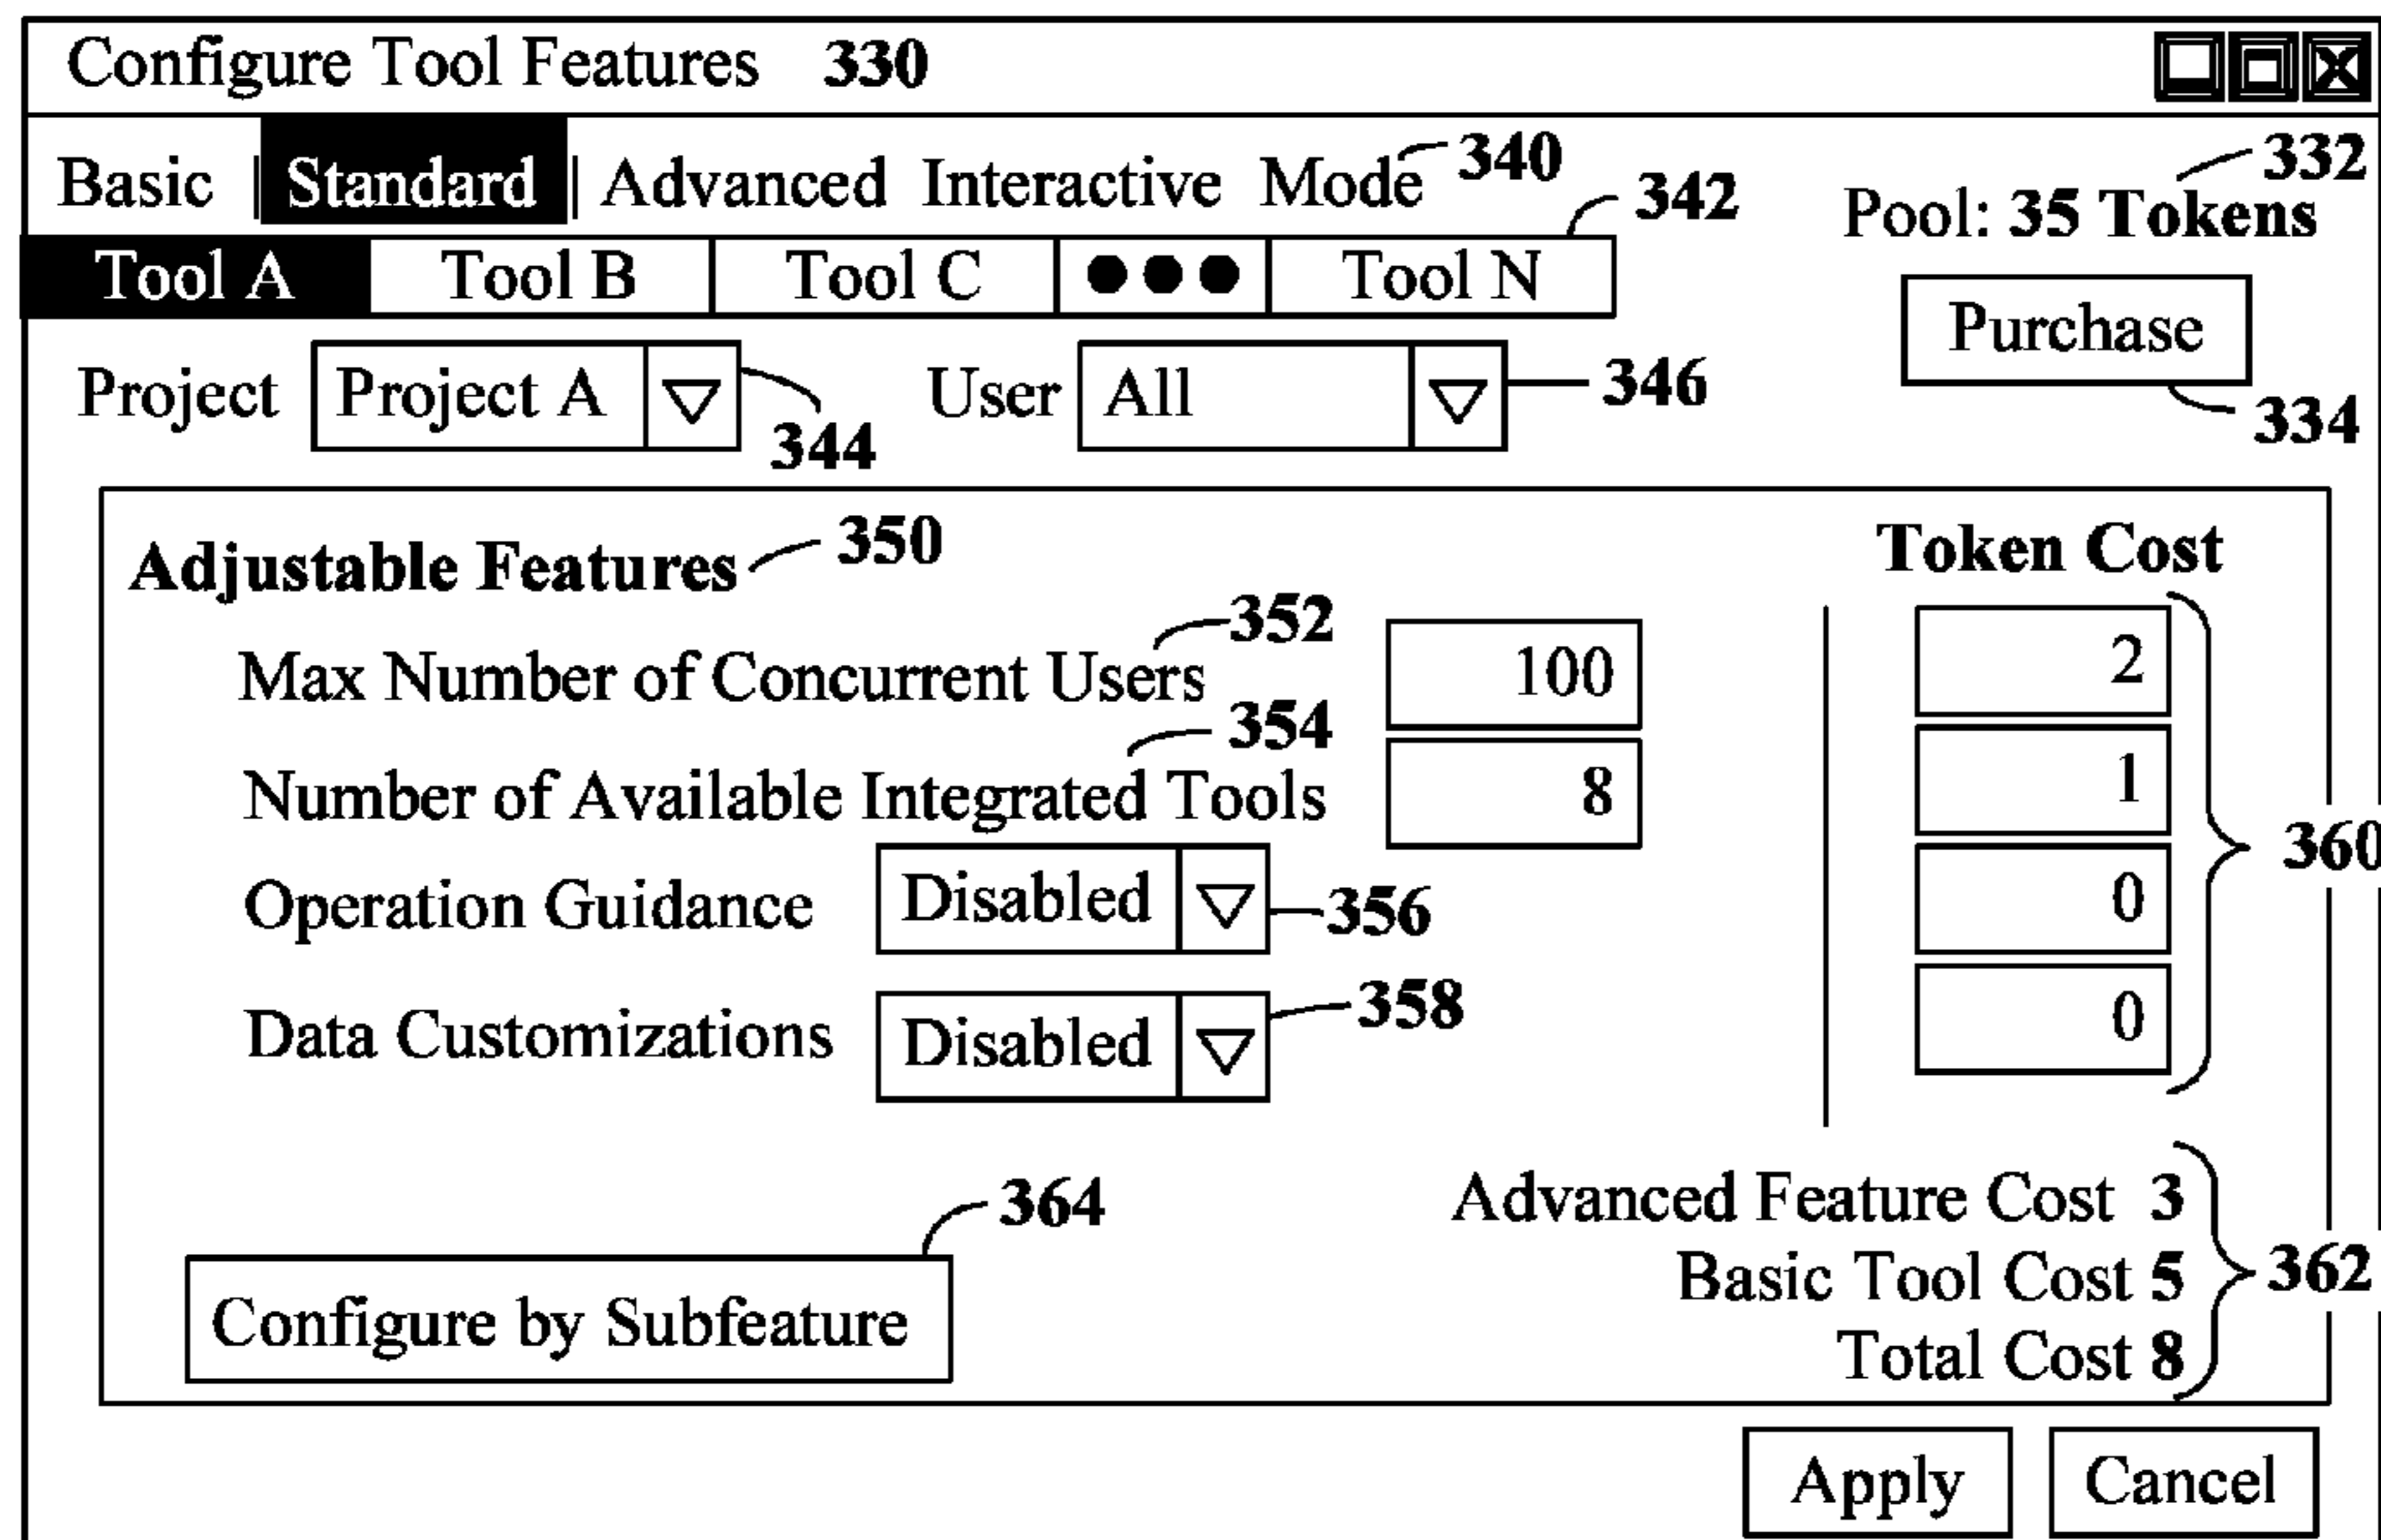 Configure Tool Features 330
Basic | Standard | Advanced Interactive Mode 340
332
Pool: 35 Tokens
342
Tool A Tool B Tool C ●●● Tool N
Purchase
334
Project Project A 344 User All 346
Adjustable Features 350 Token Cost
352
Max Number of Concurrent Users 100 2
354
Number of Available Integrated Tools 8 1
360
Operation Guidance Disabled 356 0
Data Customizations Disabled 358 0
Advanced Feature Cost 3
Basic Tool Cost 5
Total Cost 8
362
364
Configure by Subfeature
Apply Cancel